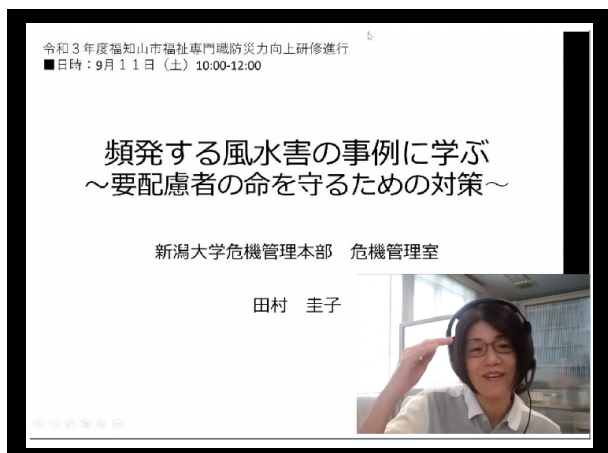 令和３年度福知山市福祉専門職防災力向上研修進行
■日時：9月１１日（土）10:00-12:00
頻発する風水害の事例に学ぶ
～要配慮者の命を守るための対策～
新潟大学危機管理本部　危機管理室
田村　圭子